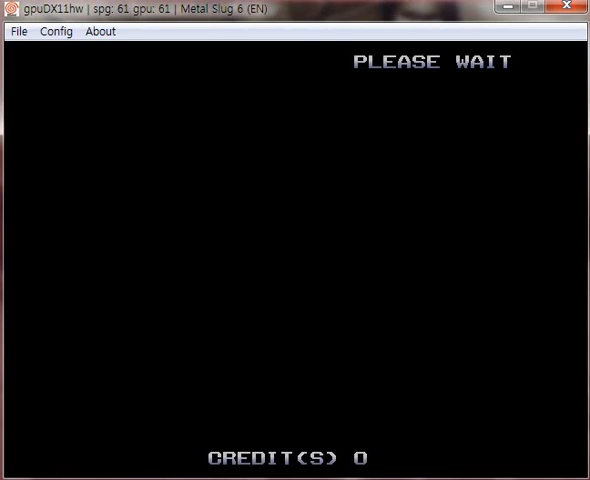 gpuDX11hw | spg: 61 gpu: 61 | Metal Slug 6 (EN)
File Config About
PLEASE WAIT
CREDIT(S) 0